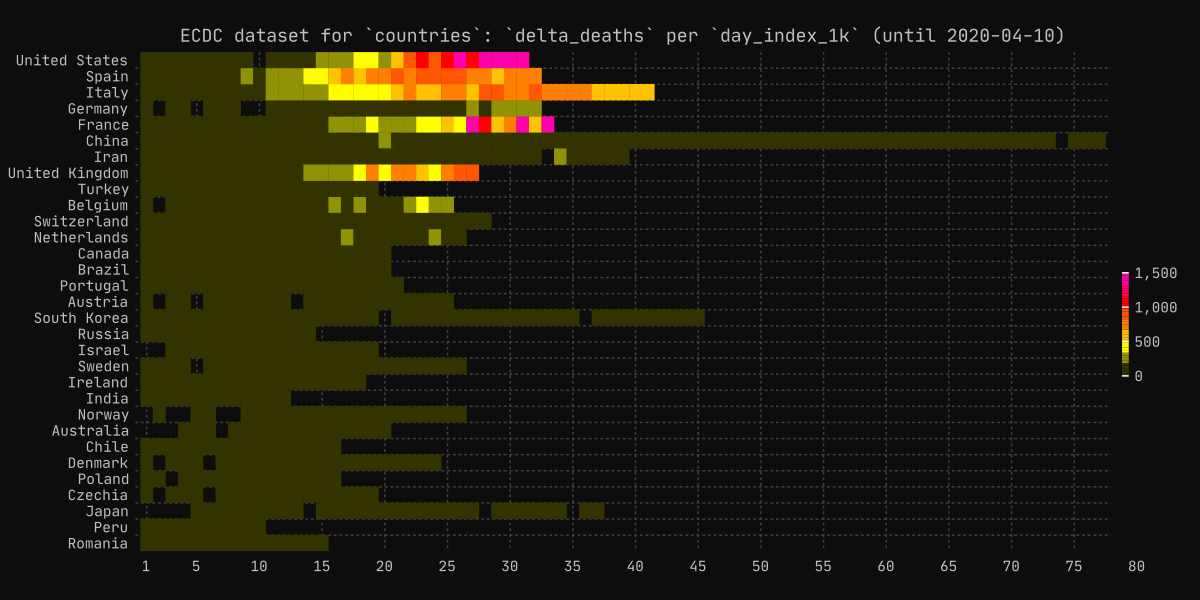 ECDC dataset for `countries`: `delta_deaths` per `day_index_1k` (until 2020-04-10)
United States
Spain
Italy
Germany
France
China
Iran
United Kingdom
Turkey
Belgium
Switzerland
Netherlands
Canada
Brazil
Portugal
Austria
South Korea
Russia
Israel
Sweden
Ireland
India
Norway
Australia
Chile
Denmark
Poland
Czechia
Japan
Peru
Romania
1 5 10 15 20 25 30 35 40 45 50 55 60 65 70 75 80
1,500
1,000
500
0